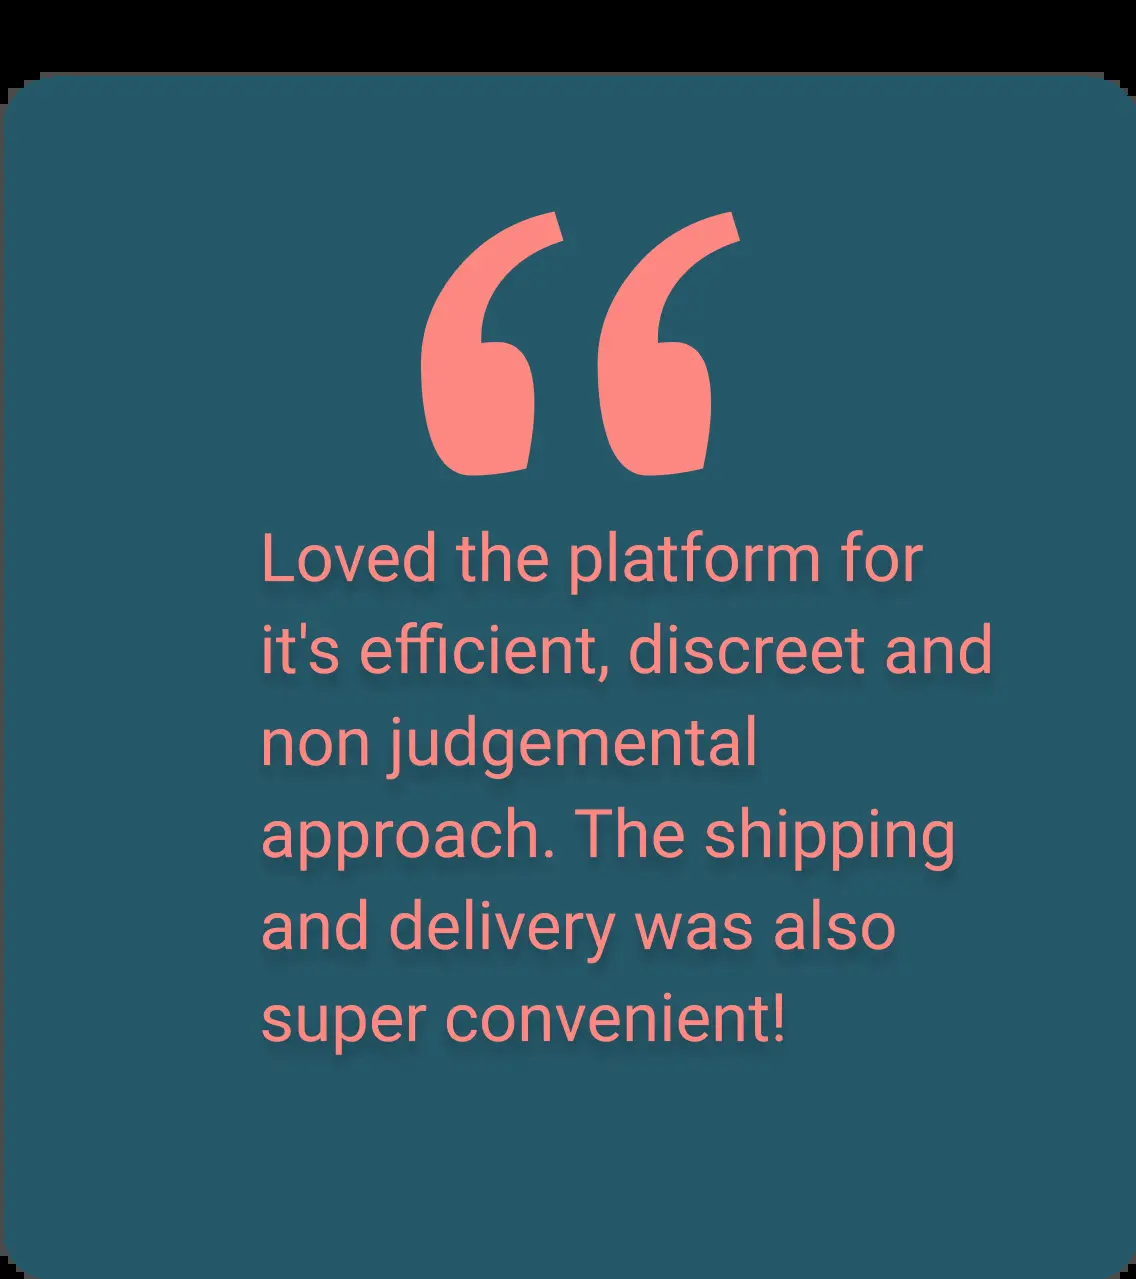 “
Loved the platform for
it's efficient, discreet and
non judgemental
approach. The shipping
and delivery was also
super convenient!